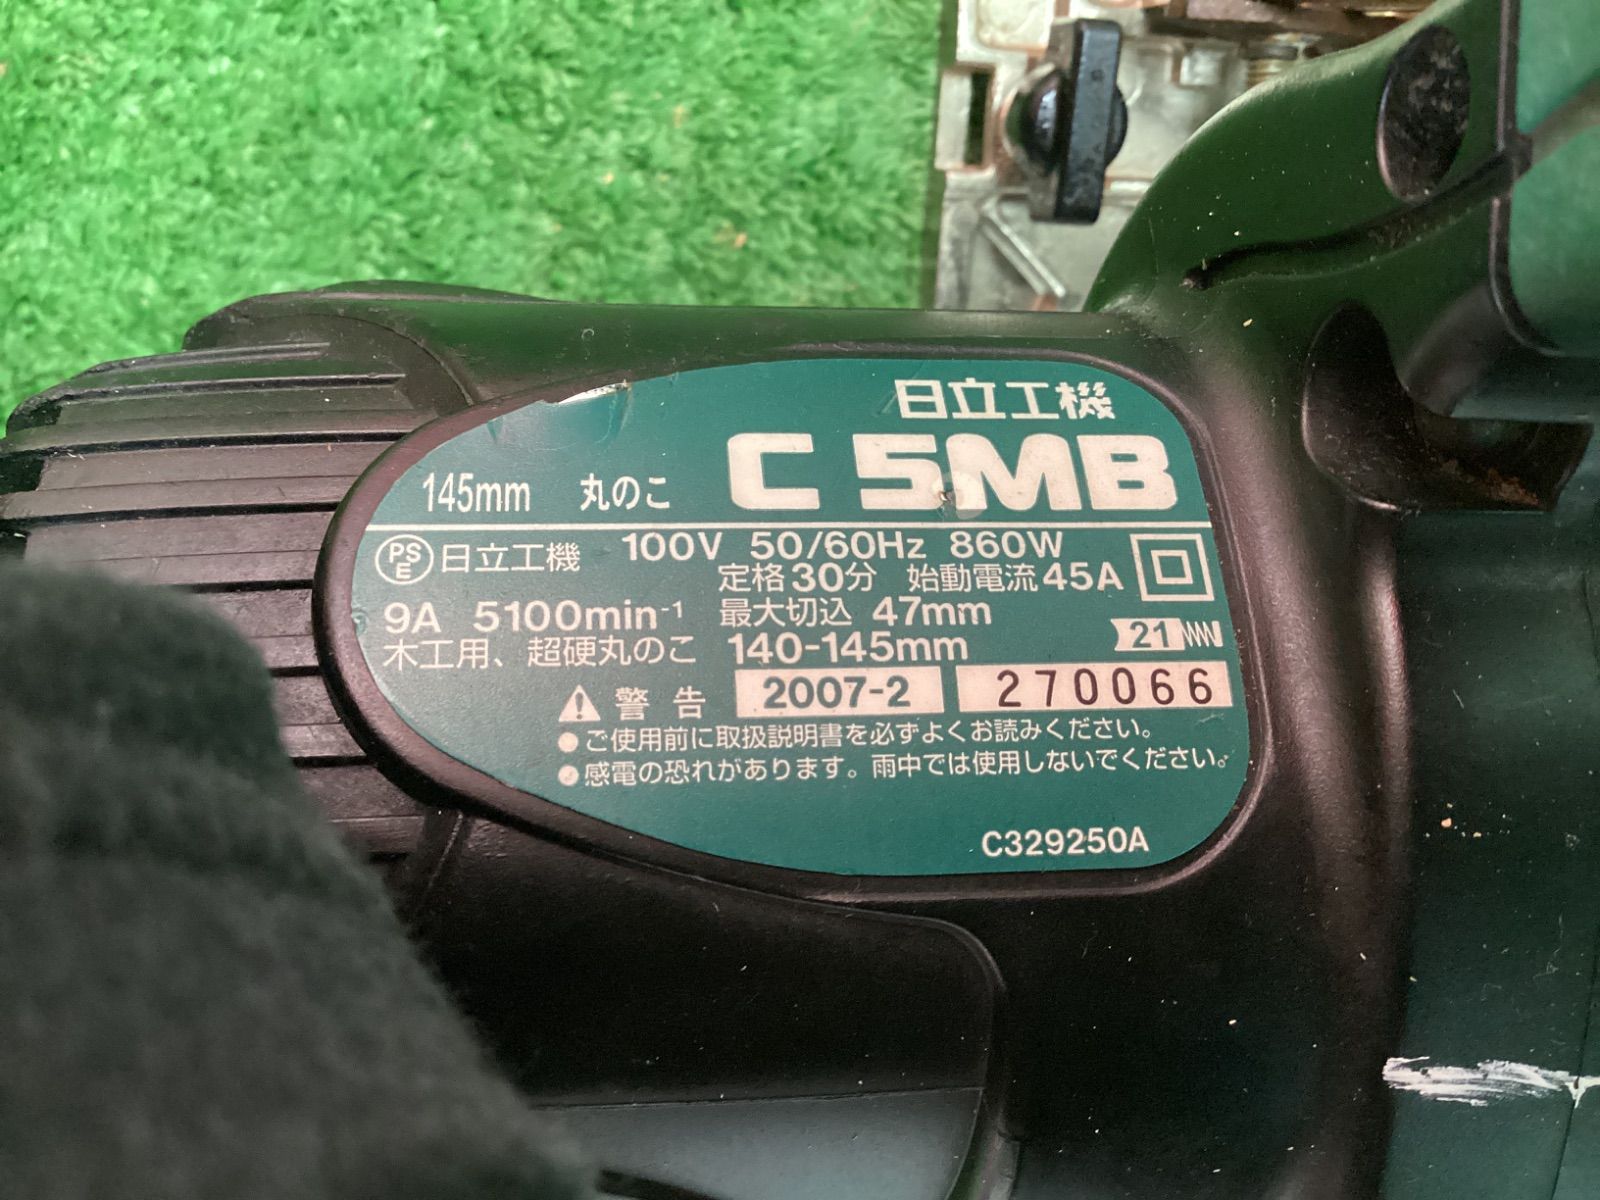 日立工機
145mm 丸のこ C 5MB
PSE 日立工機 100V 50/60Hz 860W
定格30分 始動電流45A
9A 5100min⁻¹ 最大切込 47mm
木工用、超硬丸のこ 140-145mm 21
警告 2007-2 270066
●ご使用前に取扱説明書を必ずよくお読みください。
●感電の恐れがあります。雨中では使用しないでください。
C329250A